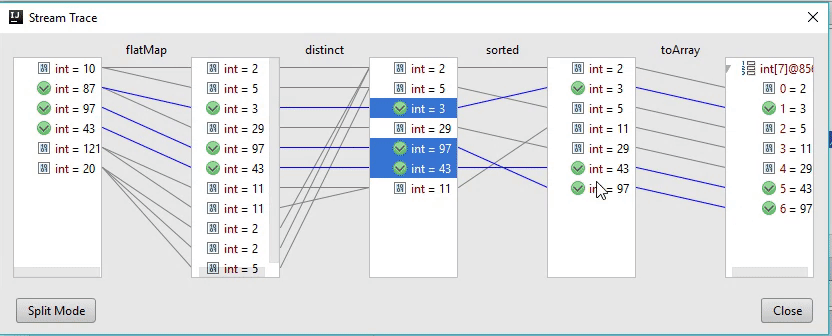 Stream Trace
flatMap distinct sorted toArray
int = 10
int = 87
int = 97
int = 43
int = 121
int = 20
int = 2
int = 5
int = 3
int = 29
int = 97
int = 43
int = 11
int = 11
int = 2
int = 2
int = 5
int = 2
int = 5
int = 3
int = 29
int = 97
int = 43
int = 11
int = 2
int = 3
int = 5
int = 11
int = 29
int = 43
int = 97
int[7]@856
0 = 2
1 = 3
2 = 5
3 = 11
4 = 29
5 = 43
6 = 97
Split Mode Close